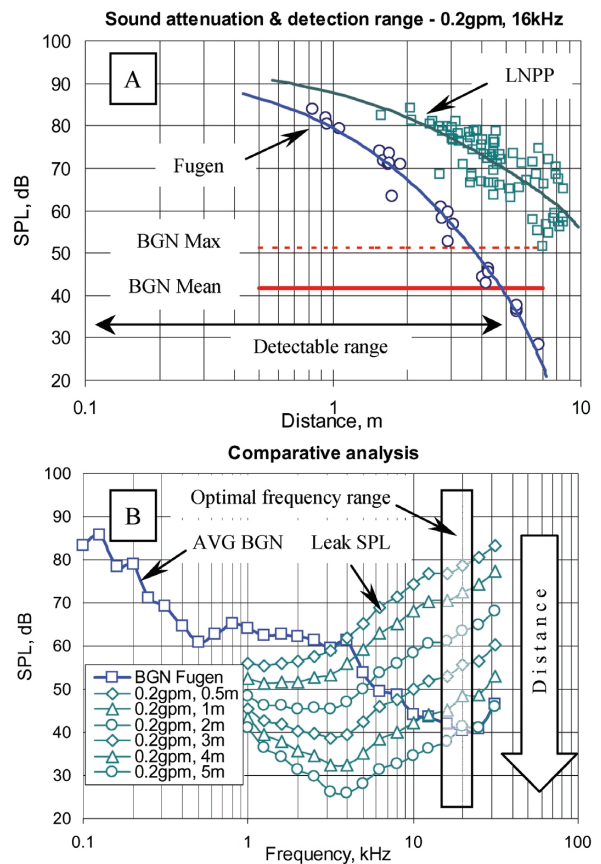 Sound attenuation & detection range - 0.2gpm, 16kHz
A
LNPP
Fugen
BGN Max
BGN Mean
Detectable range
SPL, dB
90
80
70
60
50
40
30
20
0.1
1
10
Distance, m
Comparative analysis
B
Optimal frequency range
AVG BGN
Leak SPL
Distance
SPL, dB
100
90
80
70
60
50
40
30
20
BGN Fugen
0.2gpm, 0.5m
0.2gpm, 1m
0.2gpm, 2m
0.2gpm, 3m
0.2gpm, 4m
0.2gpm, 5m
0.1
1
10
100
Frequency, kHz